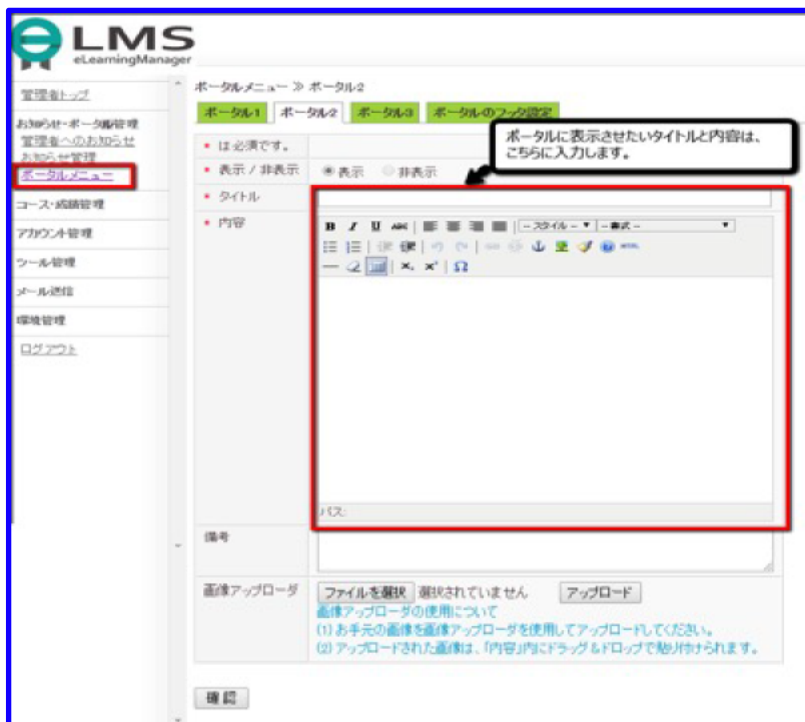 LMS
eLearningManager
管理者トップ
お知らせ・ポータル管理
管理者へのお知らせ
お知らせ管理
ポータルメニュー
コース・成績管理
アカウント管理
ツール管理
メール送信
環境管理
ログアウト
ポータルメニュー ≫ ポータル2
ポータル1 ポータル2 ポータル3 ポータルのフッタ設定
ポータルに表示させたいタイトルと内容は、
こちらに入力します。
* は必須です。
* 表示 / 非表示 表示 非表示
* タイトル
* 内容
B I U ABC -- スタイル -- -- 書式 --
HTML
パス:
備考
画像アップローダ ファイルを選択 選択されていません アップロード
画像アップローダの使用について
(1) お手元の画像を画像アップローダを使用してアップロードしてください。
(2) アップロードされた画像は、「内容」内にドラッグ&ドロップで貼り付けられます。
確認